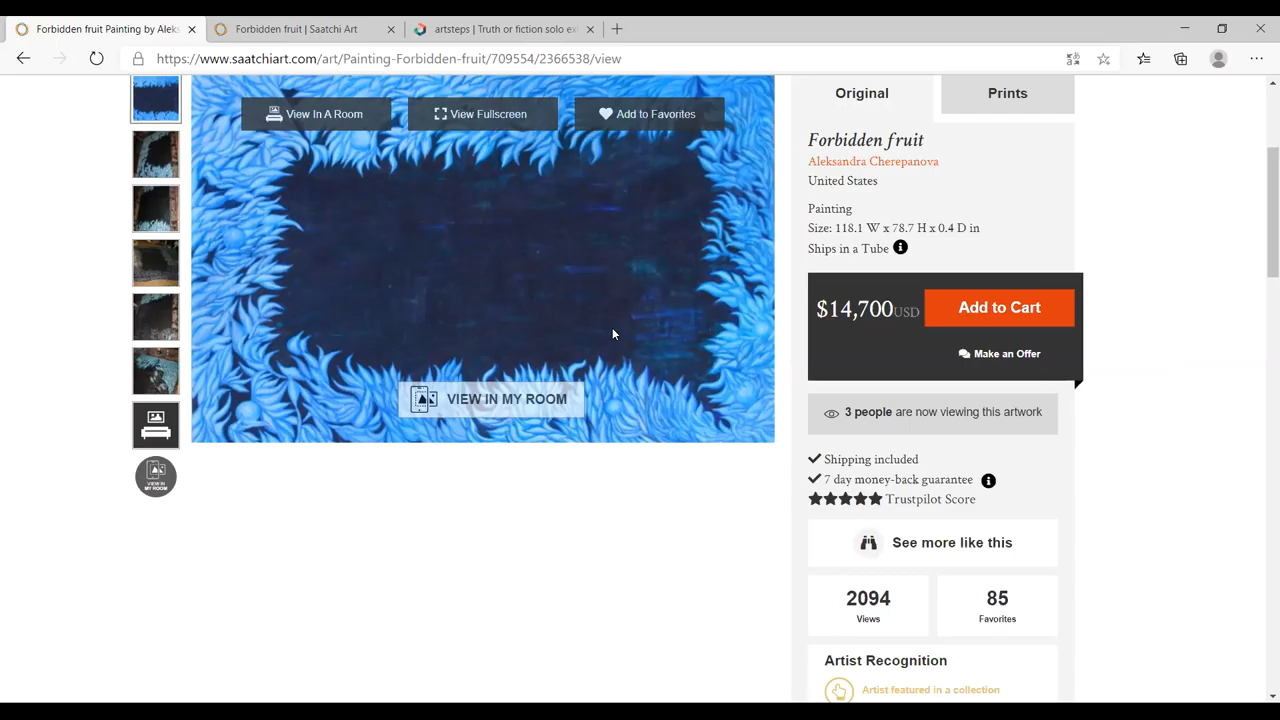 Forbidden fruit Painting by Aleks
Forbidden fruit | Saatchi Art
artsteps | Truth or fiction solo ex
https://www.saatchiart.com/art/Painting-Forbidden-fruit/709554/2366538/view
View In A Room
View Fullscreen
Add to Favorites
VIEW IN MY ROOM
VIEW IN
MY ROOM
Original
Prints
Forbidden fruit
Aleksandra Cherepanova
United States
Painting
Size: 118.1 W x 78.7 H x 0.4 D in
Ships in a Tube
$14,700USD
Add to Cart
Make an Offer
3 people are now viewing this artwork
Shipping included
7 day money-back guarantee
Trustpilot Score
See more like this
2094
Views
85
Favorites
Artist Recognition
Artist featured in a collection